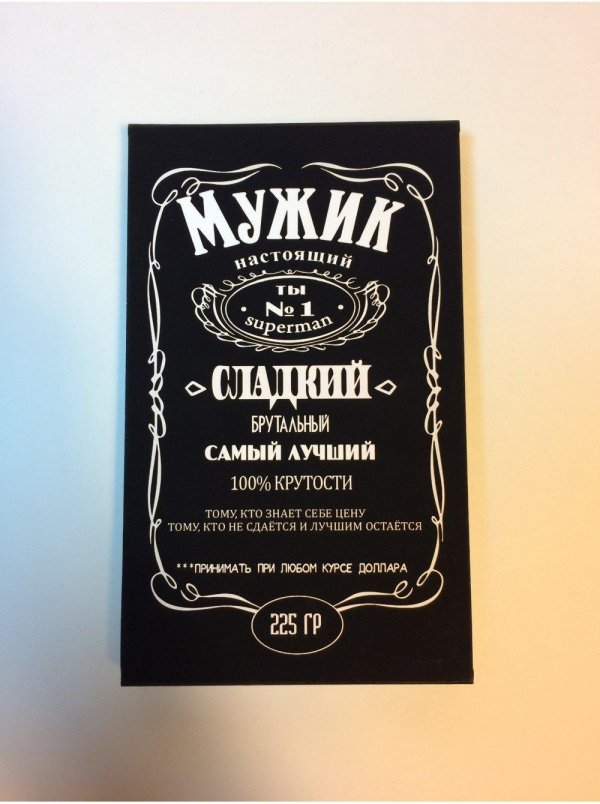 МУЖИК
настоящий
ты
№1
superman
СЛАДКИЙ
БРУТАЛЬНЫЙ
САМЫЙ ЛУЧШИЙ
100% КРУТОСТИ
ТОМУ, КТО ЗНАЕТ СЕБЕ ЦЕНУ
ТОМУ, КТО НЕ СДАЁТСЯ И ЛУЧШИМ ОСТАЁТСЯ
***ПРИНИМАТЬ ПРИ ЛЮБОМ КУРСЕ ДОЛЛАРА
225 ГР